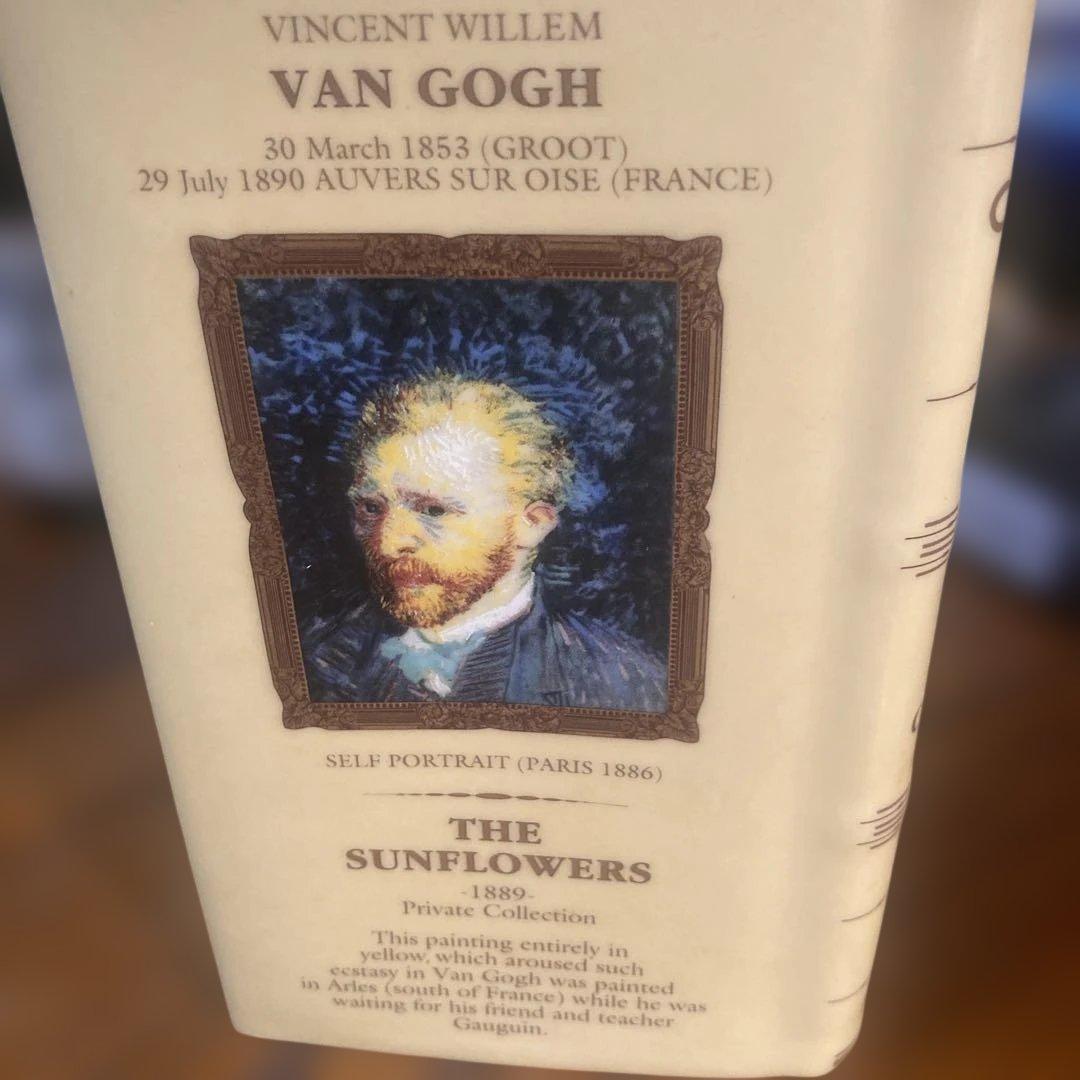 VINCENT WILLEM
VAN GOGH
30 March 1853 (GROOT)
29 July 1890 AUVERS SUR OISE (FRANCE)
SELF PORTRAIT (PARIS 1886)
THE
SUNFLOWERS
-1889-
Private Collection
This painting entirely in
yellow, which aroused such
ecstasy in Van Gogh was painted
in Arles (south of France) while he was
waiting for his friend and teacher
Gauguin.